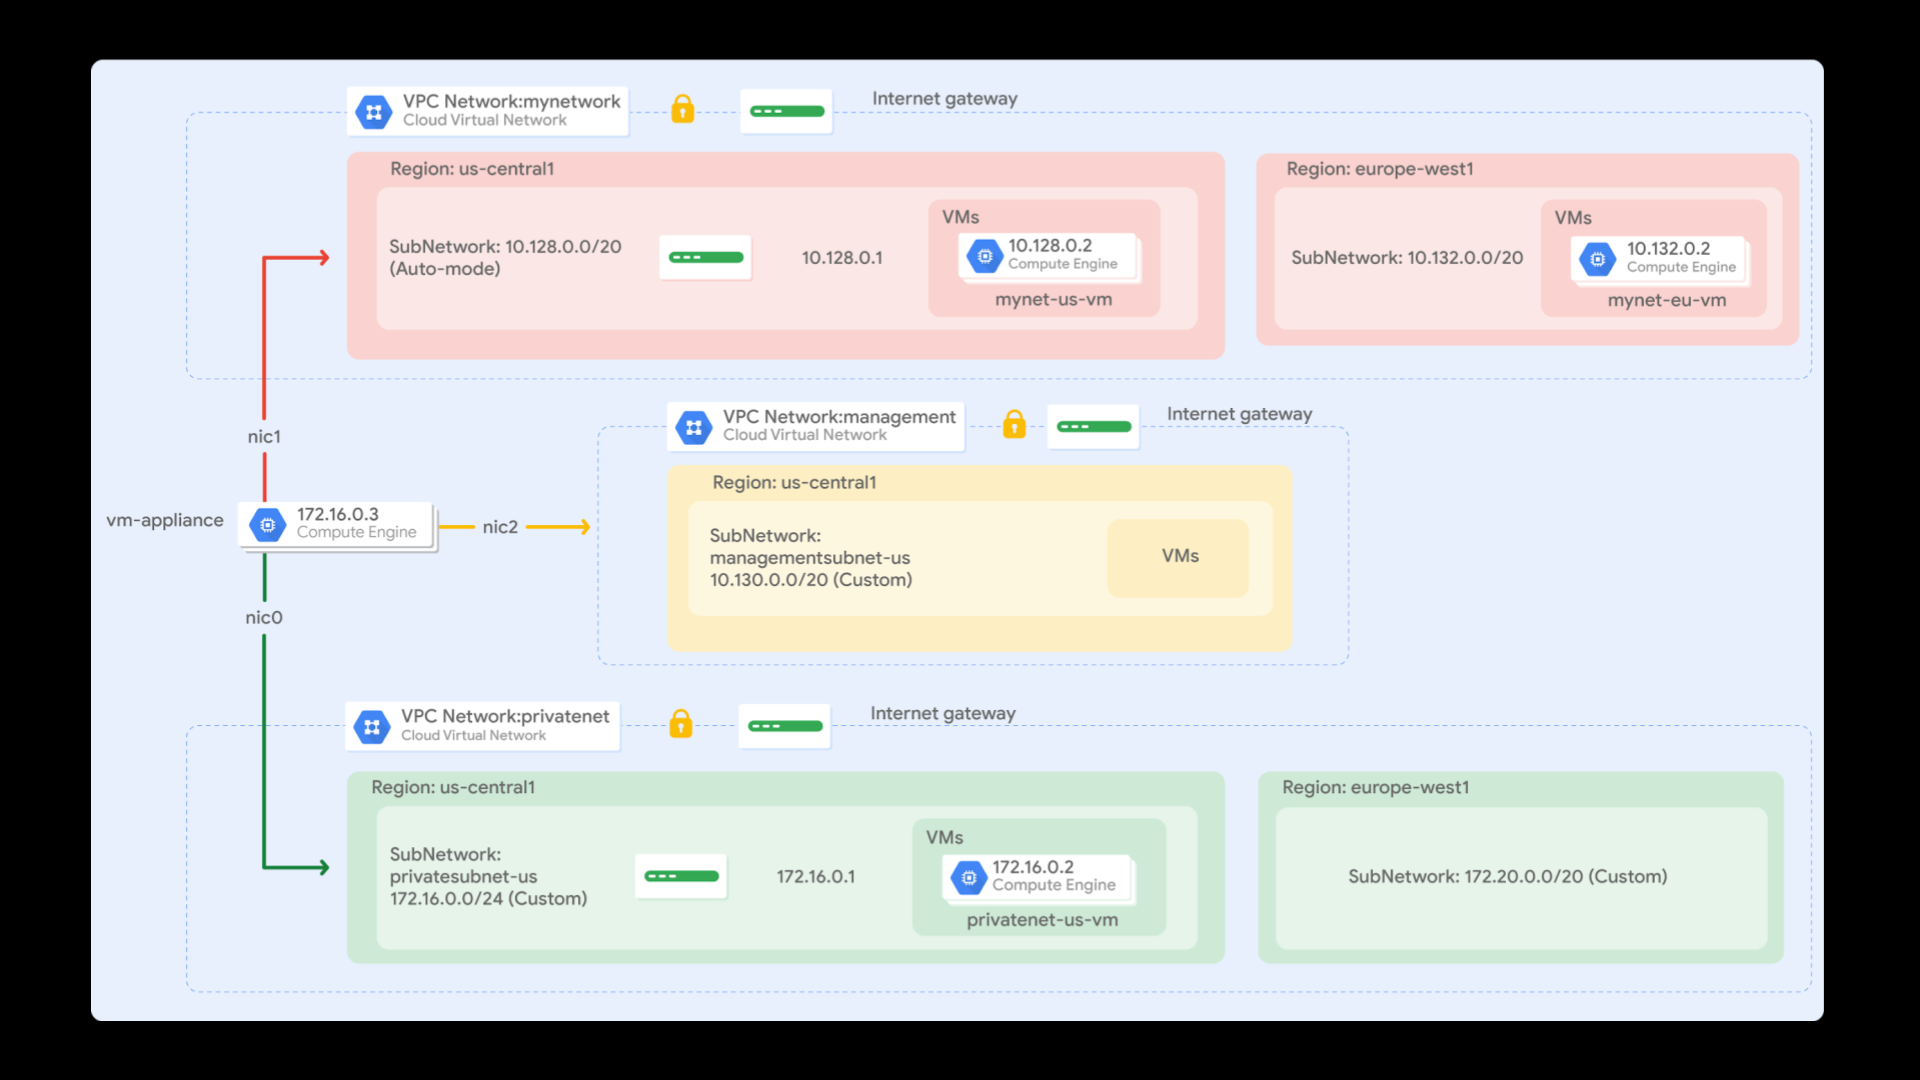 VPC Network:mynetwork
Cloud Virtual Network
Internet gateway
Region: us-central1
SubNetwork: 10.128.0.0/20
(Auto-mode)
10.128.0.1
VMs
10.128.0.2
Compute Engine
mynet-us-vm
Region: europe-west1
SubNetwork: 10.132.0.0/20
VMs
10.132.0.2
Compute Engine
mynet-eu-vm
nic1
VPC Network:management
Cloud Virtual Network
Internet gateway
Region: us-central1
SubNetwork:
managementsubnet-us
10.130.0.0/20 (Custom)
VMs
vm-appliance
172.16.0.3
Compute Engine
nic2
nic0
VPC Network:privatenet
Cloud Virtual Network
Internet gateway
Region: us-central1
SubNetwork:
privatesubnet-us
172.16.0.0/24 (Custom)
172.16.0.1
VMs
172.16.0.2
Compute Engine
privatenet-us-vm
Region: europe-west1
SubNetwork: 172.20.0.0/20 (Custom)